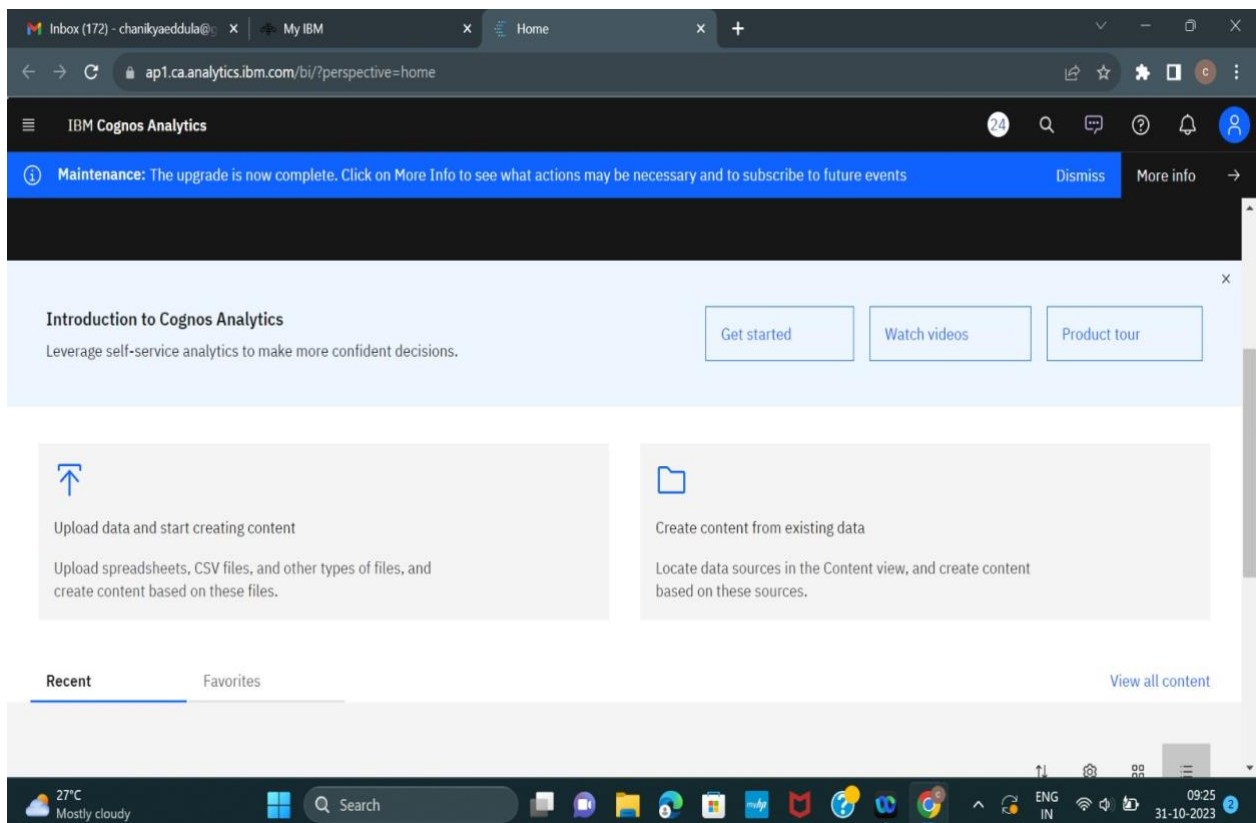 Inbox (172) - chanikyaeddula@g
My IBM
Home
ap1.ca.analytics.ibm.com/bi/?perspective=home
C
IBM Cognos Analytics
24
Maintenance: The upgrade is now complete. Click on More Info to see what actions may be necessary and to subscribe to future events
Dismiss
More info
Introduction to Cognos Analytics
Leverage self-service analytics to make more confident decisions.
Get started
Watch videos
Product tour
Upload data and start creating content
Upload spreadsheets, CSV files, and other types of files, and
create content based on these files.
Create content from existing data
Locate data sources in the Content view, and create content
based on these sources.
Recent
Favorites
View all content
27°C
Mostly cloudy
Search
myhp
ENG
IN
09:25
31-10-2023
2